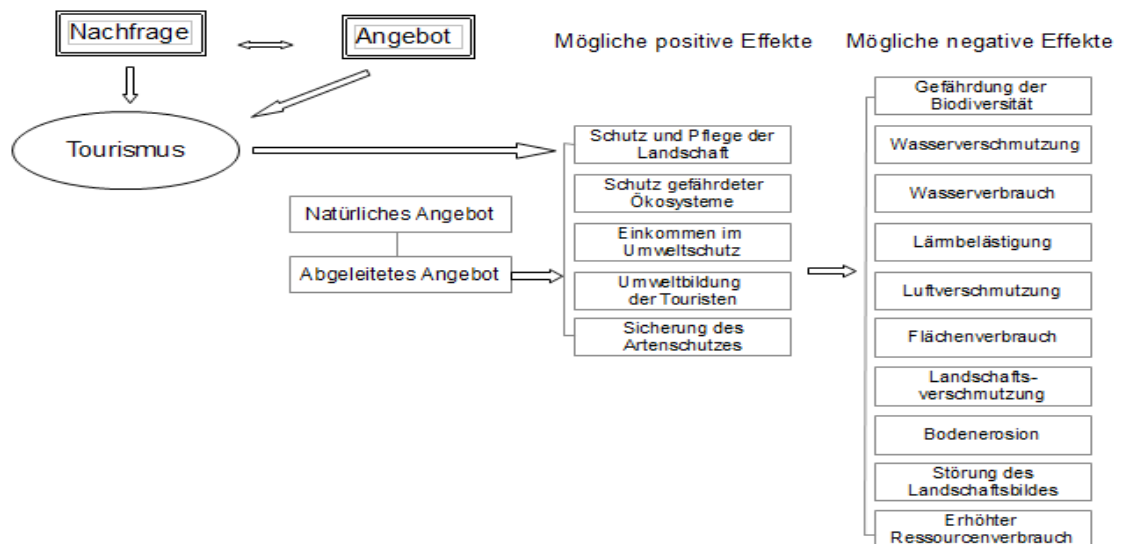 Nachfrage
Angebot
Mögliche positive Effekte
Mögliche negative Effekte
Tourismus
Natürliches Angebot
Abgeleitetes Angebot
Schutz und Pflege der
Landschaft
Schutz gefährdeter
Ökosysteme
Einkommen im
Umweltschutz
Umweltbildung
der Touristen
Sicherung des
Artenschutzes
Gefährdung der
Biodiversität
Wasserverschmutzung
Wasserverbrauch
Lärmbelästigung
Luftverschmutzung
Flächenverbrauch
Landschafts-
verschmutzung
Bodenerosion
Störung des
Landschaftsbildes
Erhöhter
Ressourcenverbrauch